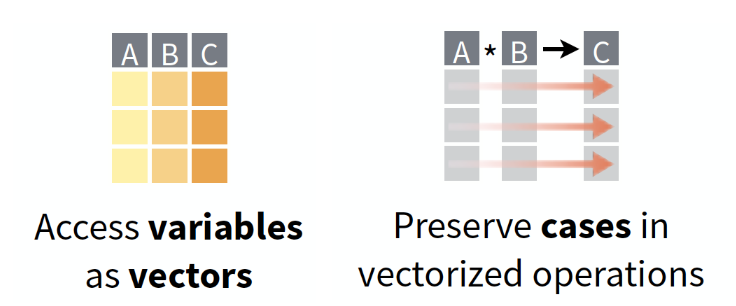 A B C
A * B → C
Access variables
as vectors
Preserve cases in
vectorized operations